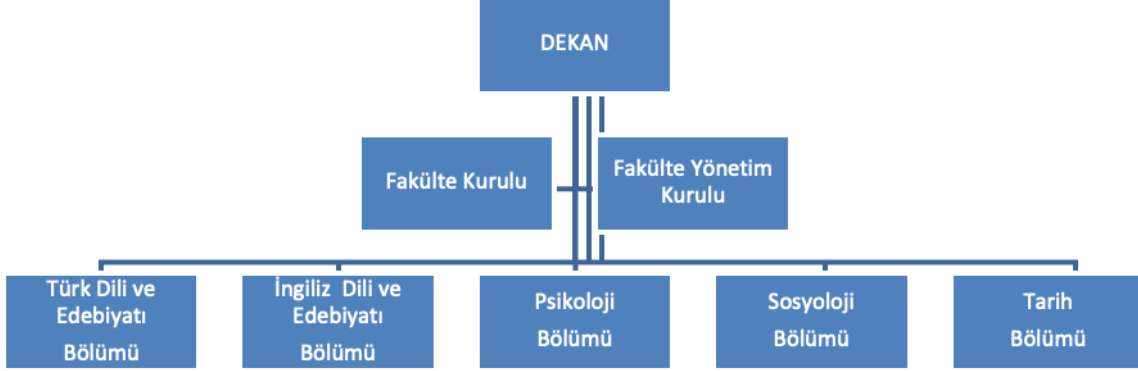 DEKAN
Fakülte Kurulu
Fakülte Yönetim
Kurulu
Türk Dili ve
Edebiyatı
Bölümü
İngiliz  Dili ve
Edebiyatı
Bölümü
Psikoloji
Bölümü
Sosyoloji
Bölümü
Tarih
Bölümü